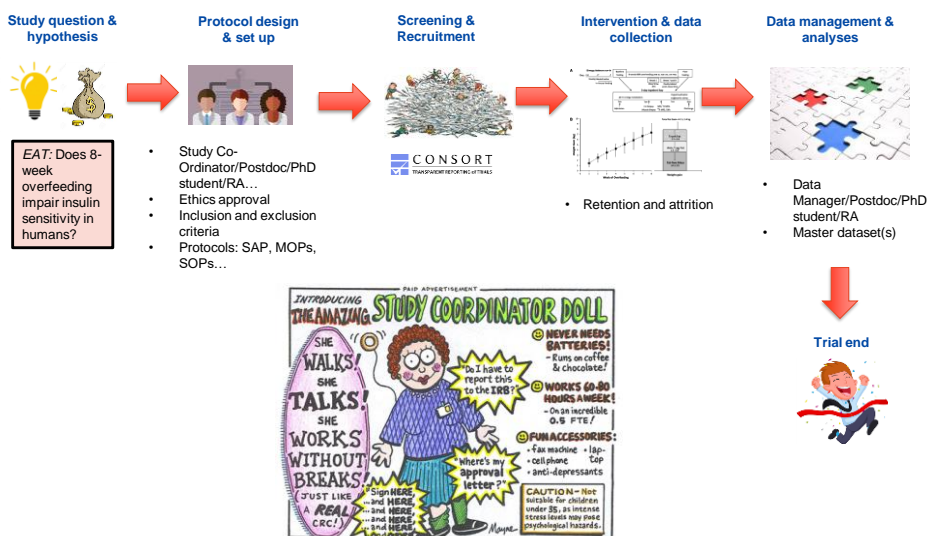 Study question &
hypothesis
Protocol design
& set up
Screening &
Recruitment
Intervention & data
collection
Data management &
analyses
EAT: Does 8-
week
overfeeding
impair insulin
sensitivity in
humans?
• Study Co-
Ordinator/Postdoc/PhD
student/RA…
• Ethics approval
• Inclusion and exclusion
criteria
• Protocols: SAP, MOPs,
SOPs…
CONSORT
TRANSPARENT REPORTING of TRIALS
• Retention and attrition
• Data
Manager/Postdoc/PhD
student/RA
• Master dataset(s)
Trial end
PAID ADVERTISEMENT
INTRODUCING
THE AMAZING STUDY COORDINATOR DOLL
SHE
WALKS!
SHE
TALKS!
SHE
WORKS
WITHOUT
BREAKS!
(JUST LIKE
A REAL
CRC!)
"Do I have to
report this
to the IRB?"
"Where's my
approval
letter?"
"Sign HERE,
...and HERE,
...and HERE,
...and HERE,
...and HERE,
Mayne
NEVER NEEDS
BATTERIES!
- Runs on coffee
& chocolate!
WORKS 60-80
HOURS A WEEK!
- On an incredible
0.5 FTE!
FUN ACCESSORIES:
• fax machine • lap-
• cellphone top
• anti-depressants
CAUTION - Not
suitable for children
under 35, as intense
stress levels may pose
psychological hazards.